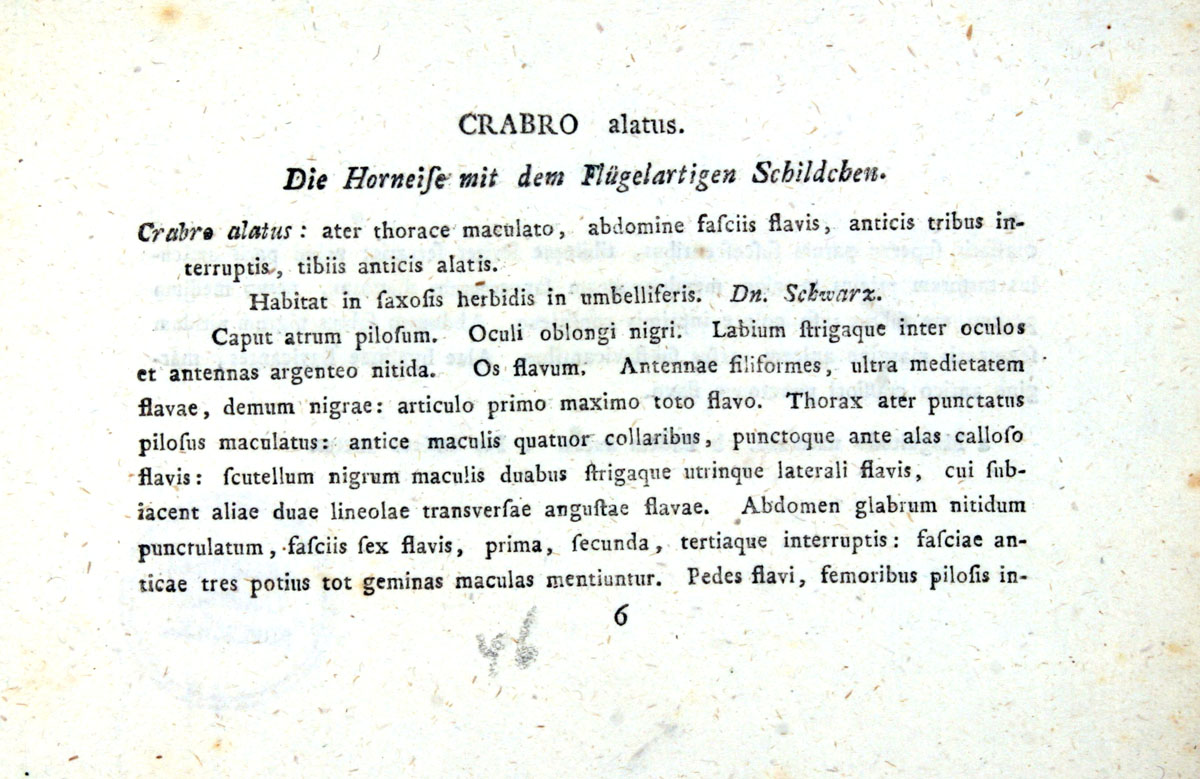 CRABRO alatus.
Die Horneiſe mit dem Flügelartigen Schildchen.
Crabro alatus: ater thorace maculato, abdomine faſciis flavis, anticis tribus in-
terruptis, tibiis anticis alatis.
Habitat in ſaxoſis herbidis in umbelliferis. Dn. Schwarz.
Caput atrum piloſum. Oculi oblongi nigri. Labium ſtrigaque inter oculos
et antennas argenteo nitida. Os flavum. Antennae filiformes, ultra medietatem
flavae, demum nigrae: articulo primo maximo toto flavo. Thorax ater punctatus
piloſus maculatus: antice maculis quatuor collaribus, punctoque ante alas calloſo
flavis: ſcutellum nigrum maculis duabus ſtrigaque utrinque laterali flavis, cui ſub-
iacent aliae duae lineolae transverſae anguſtae flavae. Abdomen glabrum nitidum
punctulatum, faſciis ſex flavis, prima, ſecunda, tertiaque interruptis: faſciae an-
ticae tres potius tot geminas maculas mentiuntur. Pedes flavi, femoribus piloſis in-
6
46